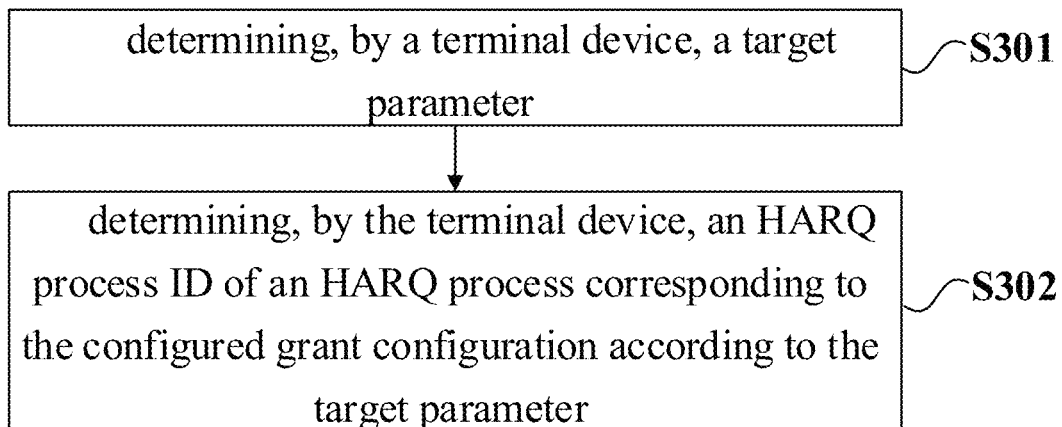 determining, by a terminal device, a target
parameter
S301
determining, by the terminal device, an HARQ
process ID of an HARQ process corresponding to
the configured grant configuration according to the
target parameter
S302